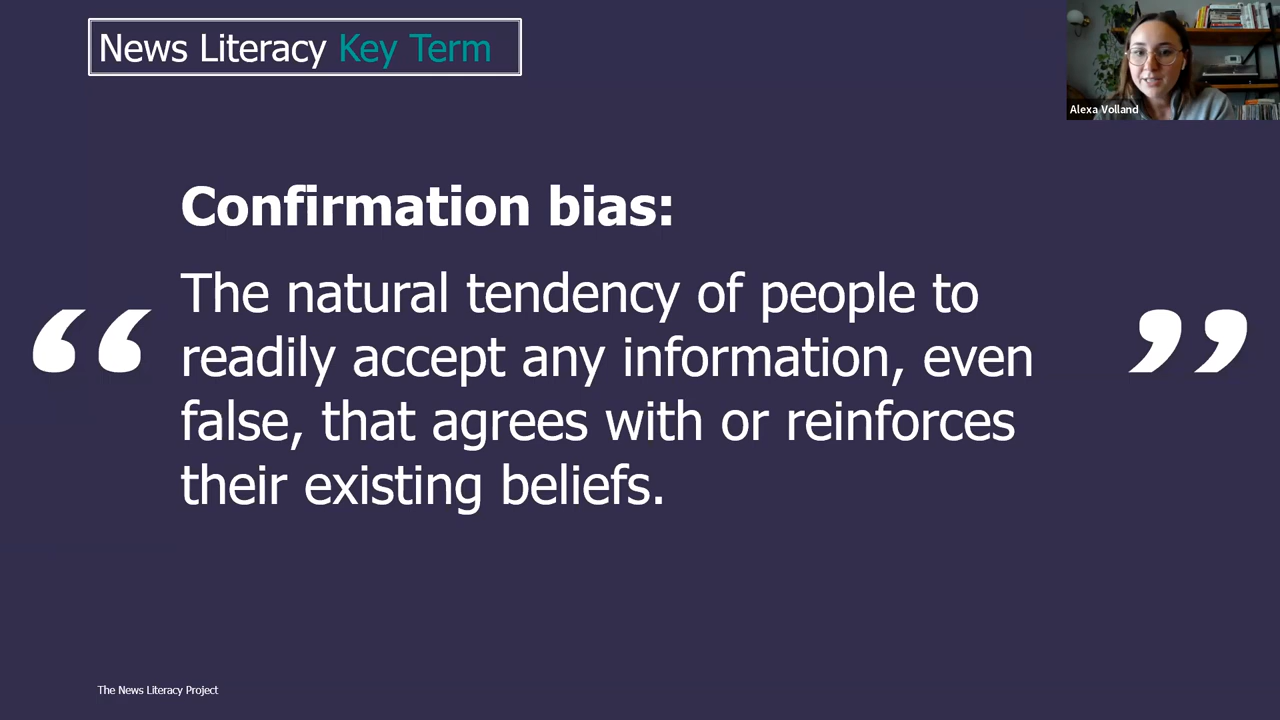 News Literacy Key Term
Alexa Volland
Confirmation bias:
“ The natural tendency of people to
readily accept any information, even
false, that agrees with or reinforces
their existing beliefs. ”
The News Literacy Project